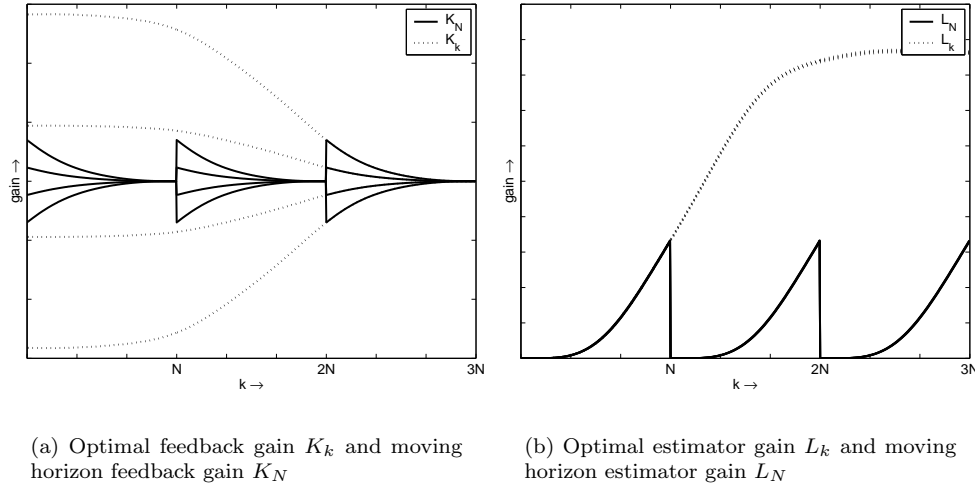 K_N
K_k
gain →
N
2N
3N
k →
L_N
L_k
gain →
N
2N
3N
k →
(a) Optimal feedback gain K_k and moving
horizon feedback gain K_N
(b) Optimal estimator gain L_k and moving
horizon estimator gain L_N